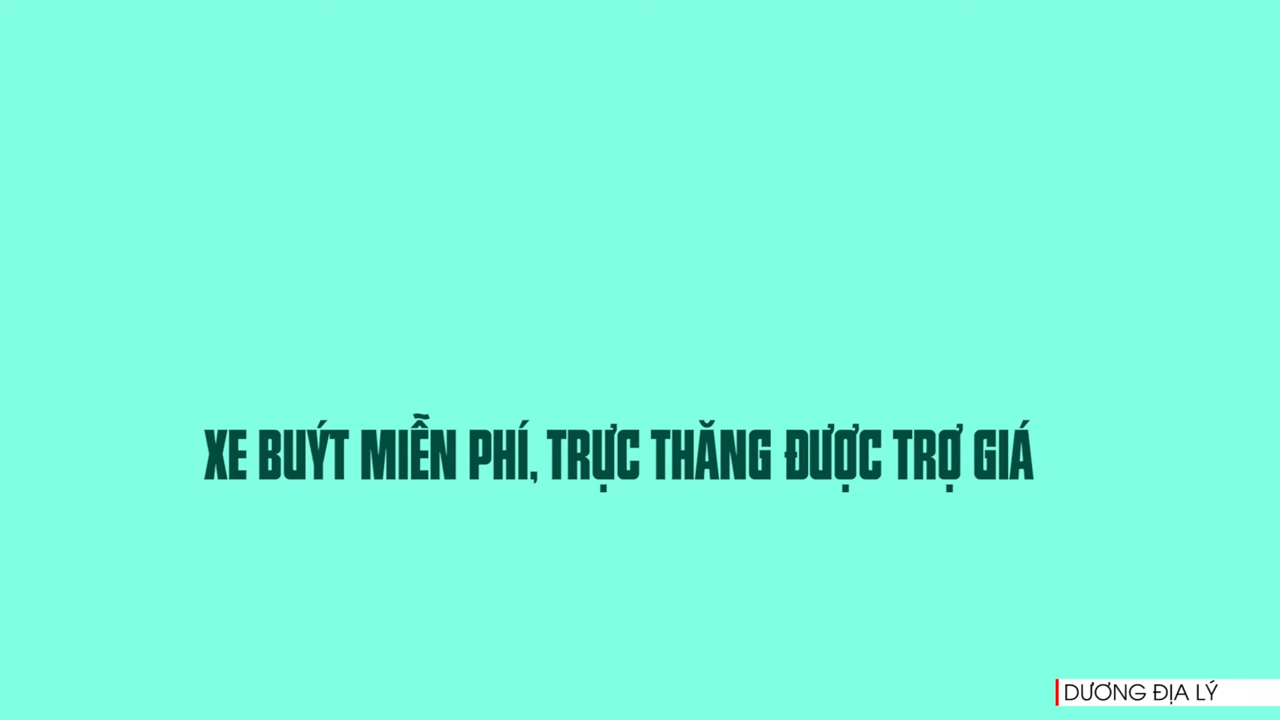 XE BUÝT MIỄN PHÍ, TRỰC THĂNG ĐƯỢC TRỢ GIÁ
DƯƠNG ĐỊA LÝ